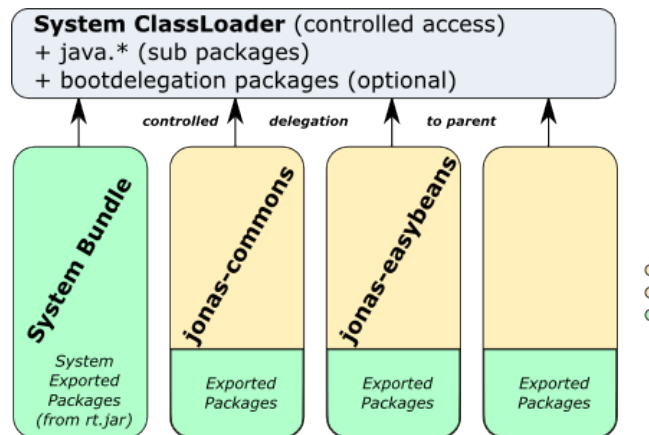 System ClassLoader (controlled access)
+ java.* (sub packages)
+ bootdelegation packages (optional)
controlled delegation to parent
System Bundle
System
Exported
Packages
(from rt.jar)
jonas-commons
Exported
Packages
jonas-easybeans
Exported
Packages
Exported
Packages